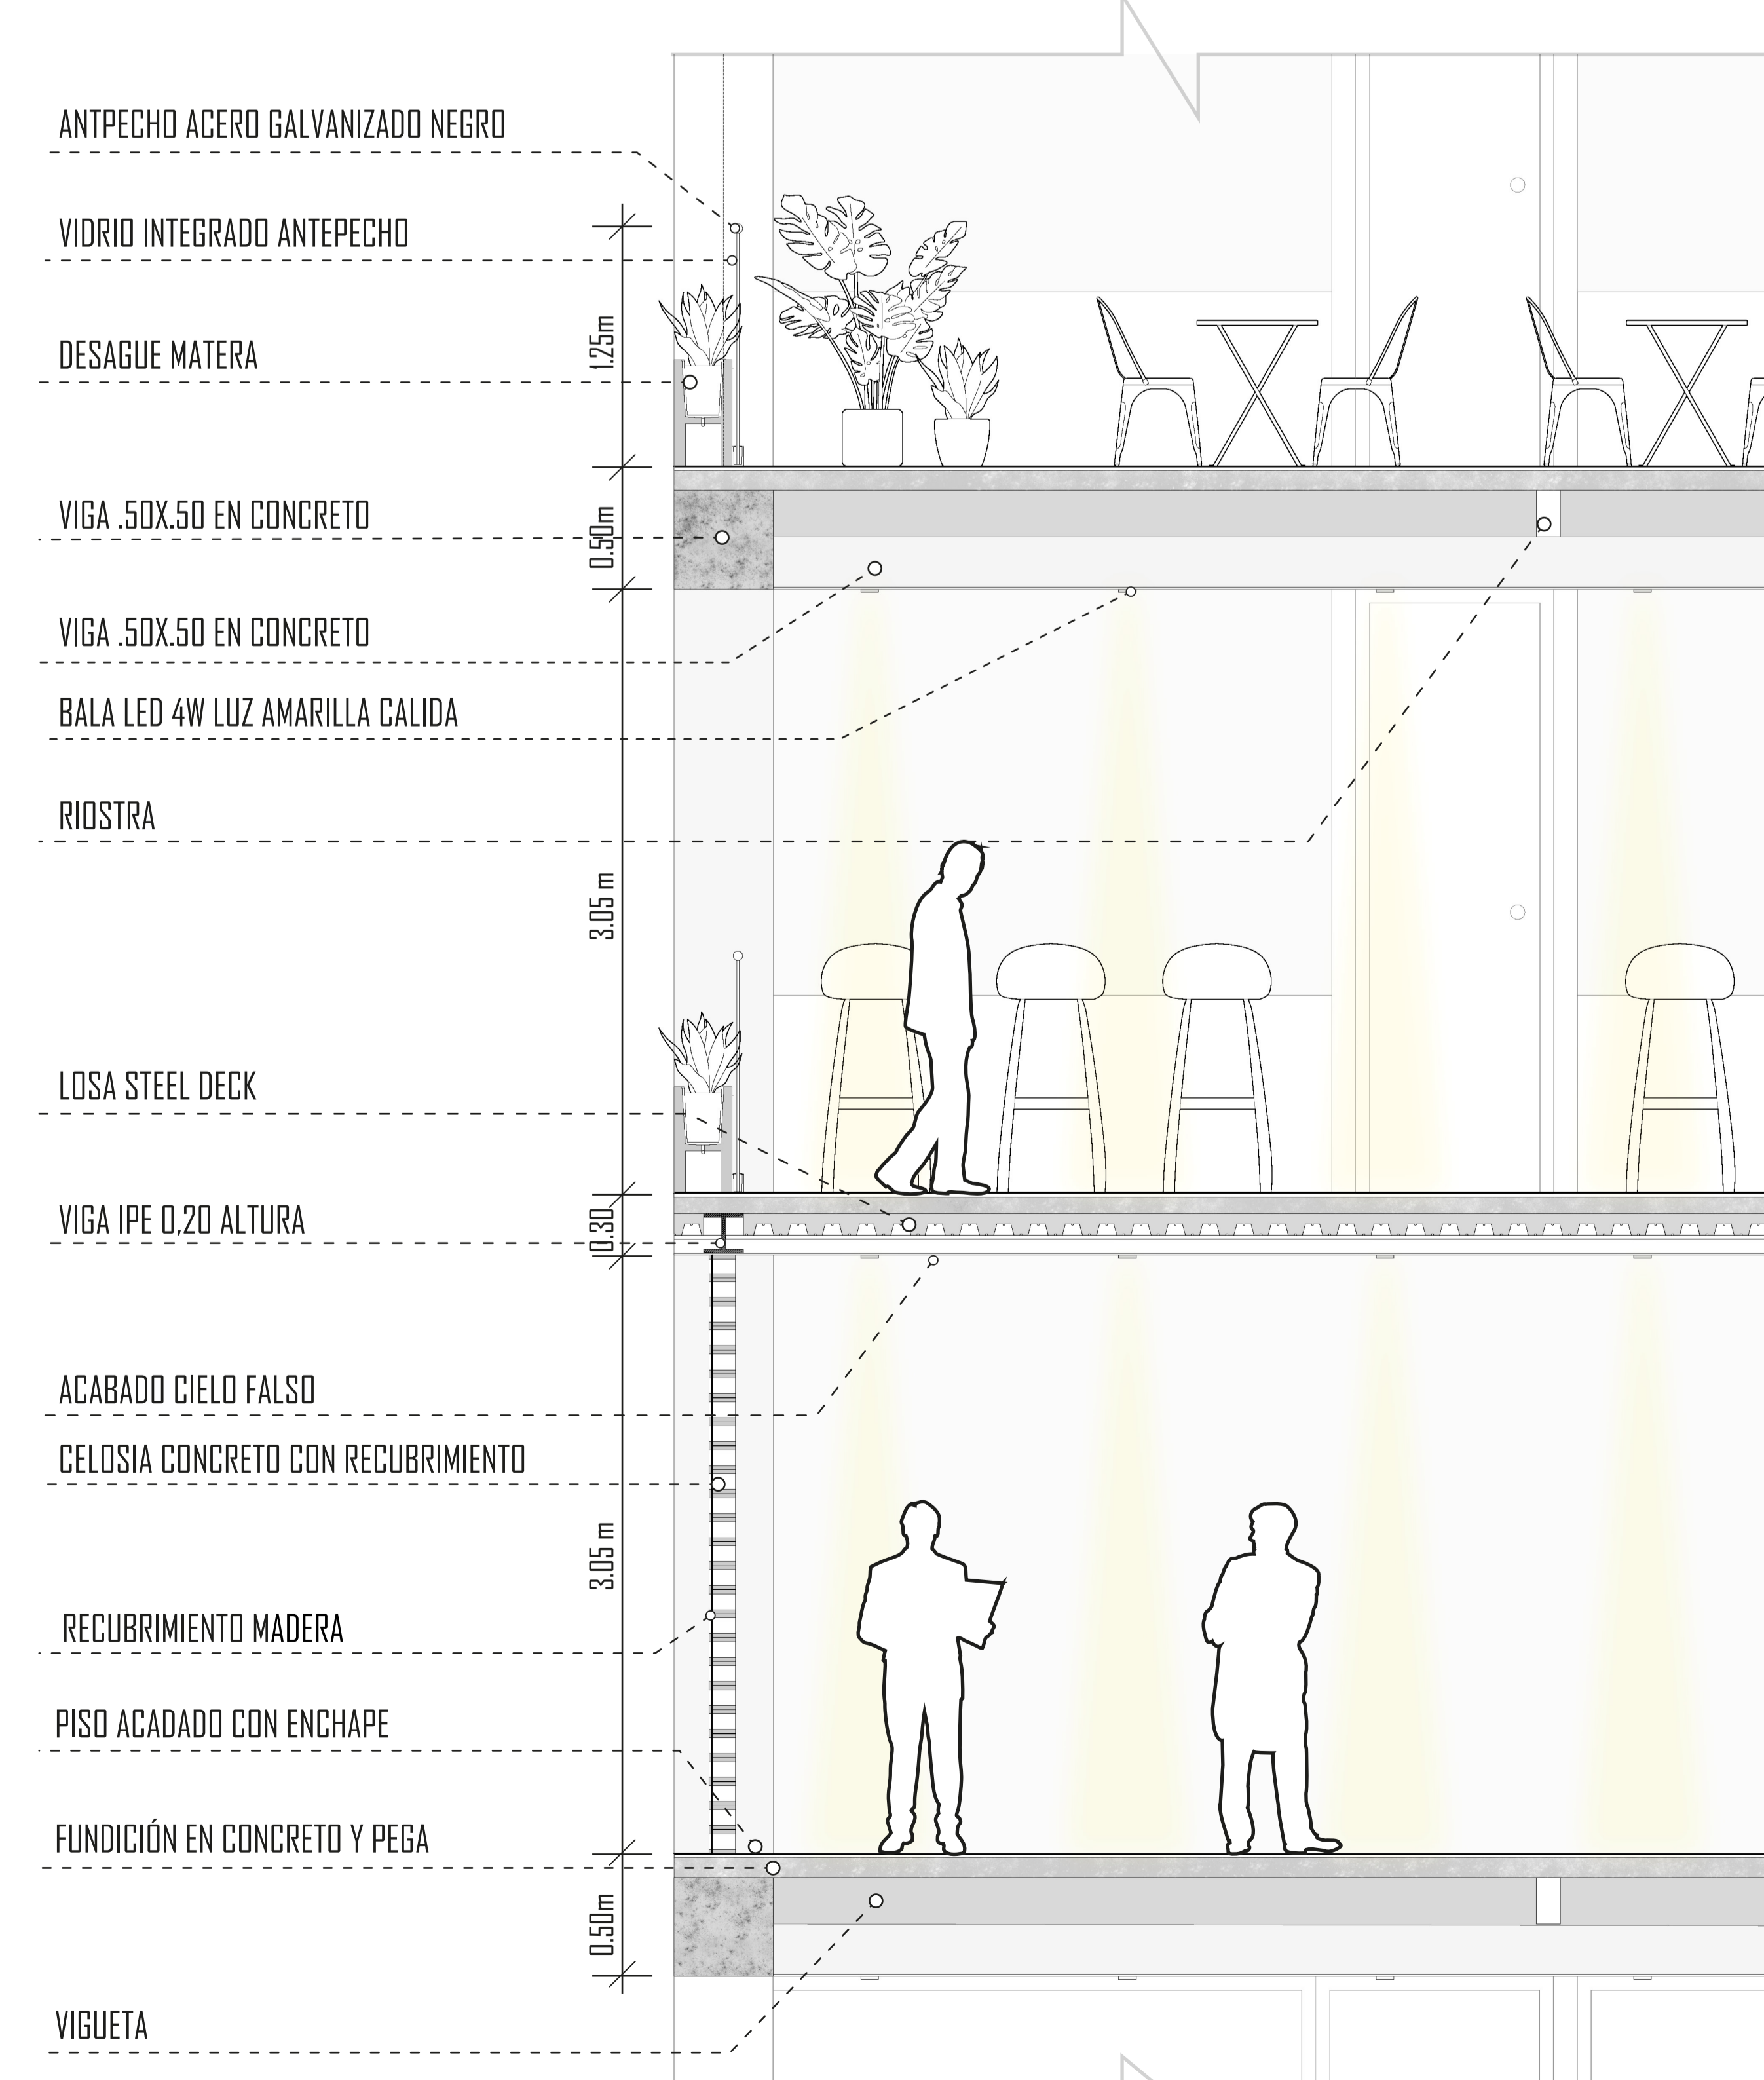 ANTPECHO ACERO GALVANIZADO NEGRO
VIDRIO INTEGRADO ANTEPECHO
1.25m
DESAGUE MATERA
VIGA .50X.50 EN CONCRETO
0.50m
VIGA .50X.50 EN CONCRETO
BALA LED 4W LUZ AMARILLA CALIDA
RIOSTRA
3.05 m
LOSA STEEL DECK
VIGA IPE 0,20 ALTURA
0.30
ACABADO CIELO FALSO
CELOSIA CONCRETO CON RECUBRIMIENTO
3.05 m
RECUBRIMIENTO MADERA
PISO ACADADO CON ENCHAPE
FUNDICIÓN EN CONCRETO Y PEGA
0.50m
VIGUETA